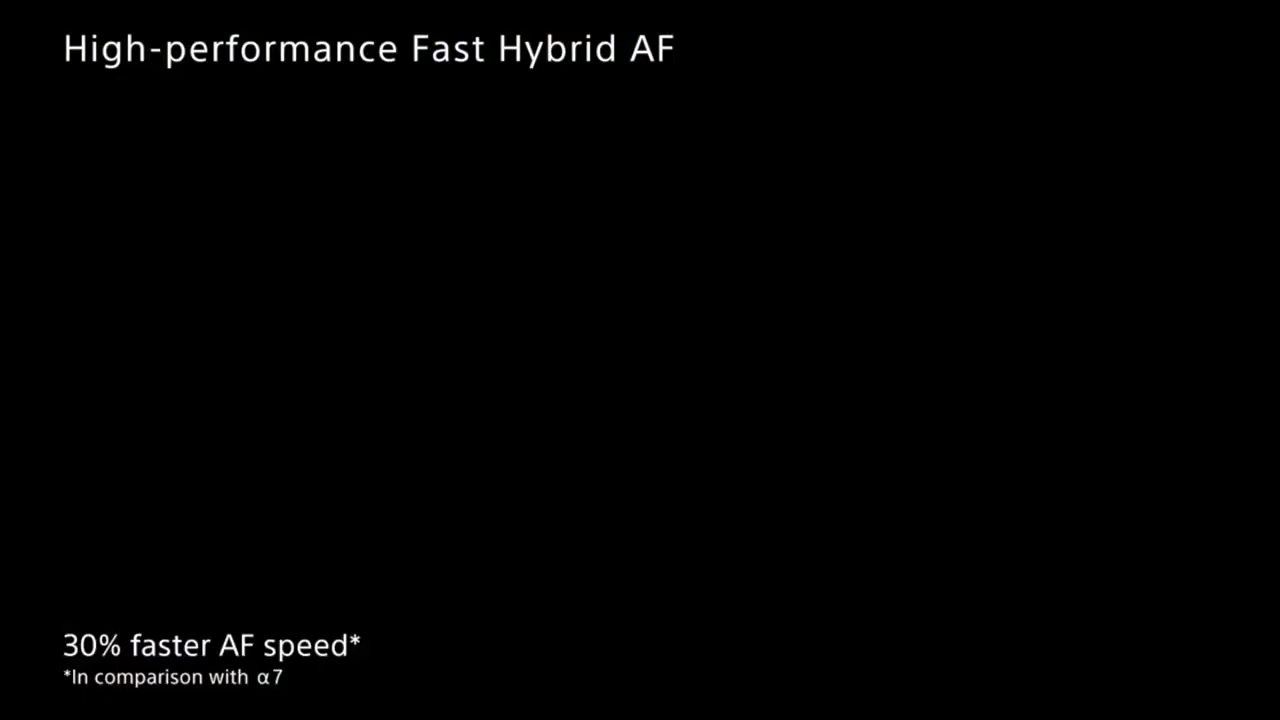 High-performance Fast Hybrid AF
30% faster AF speed*
*In comparison with α7